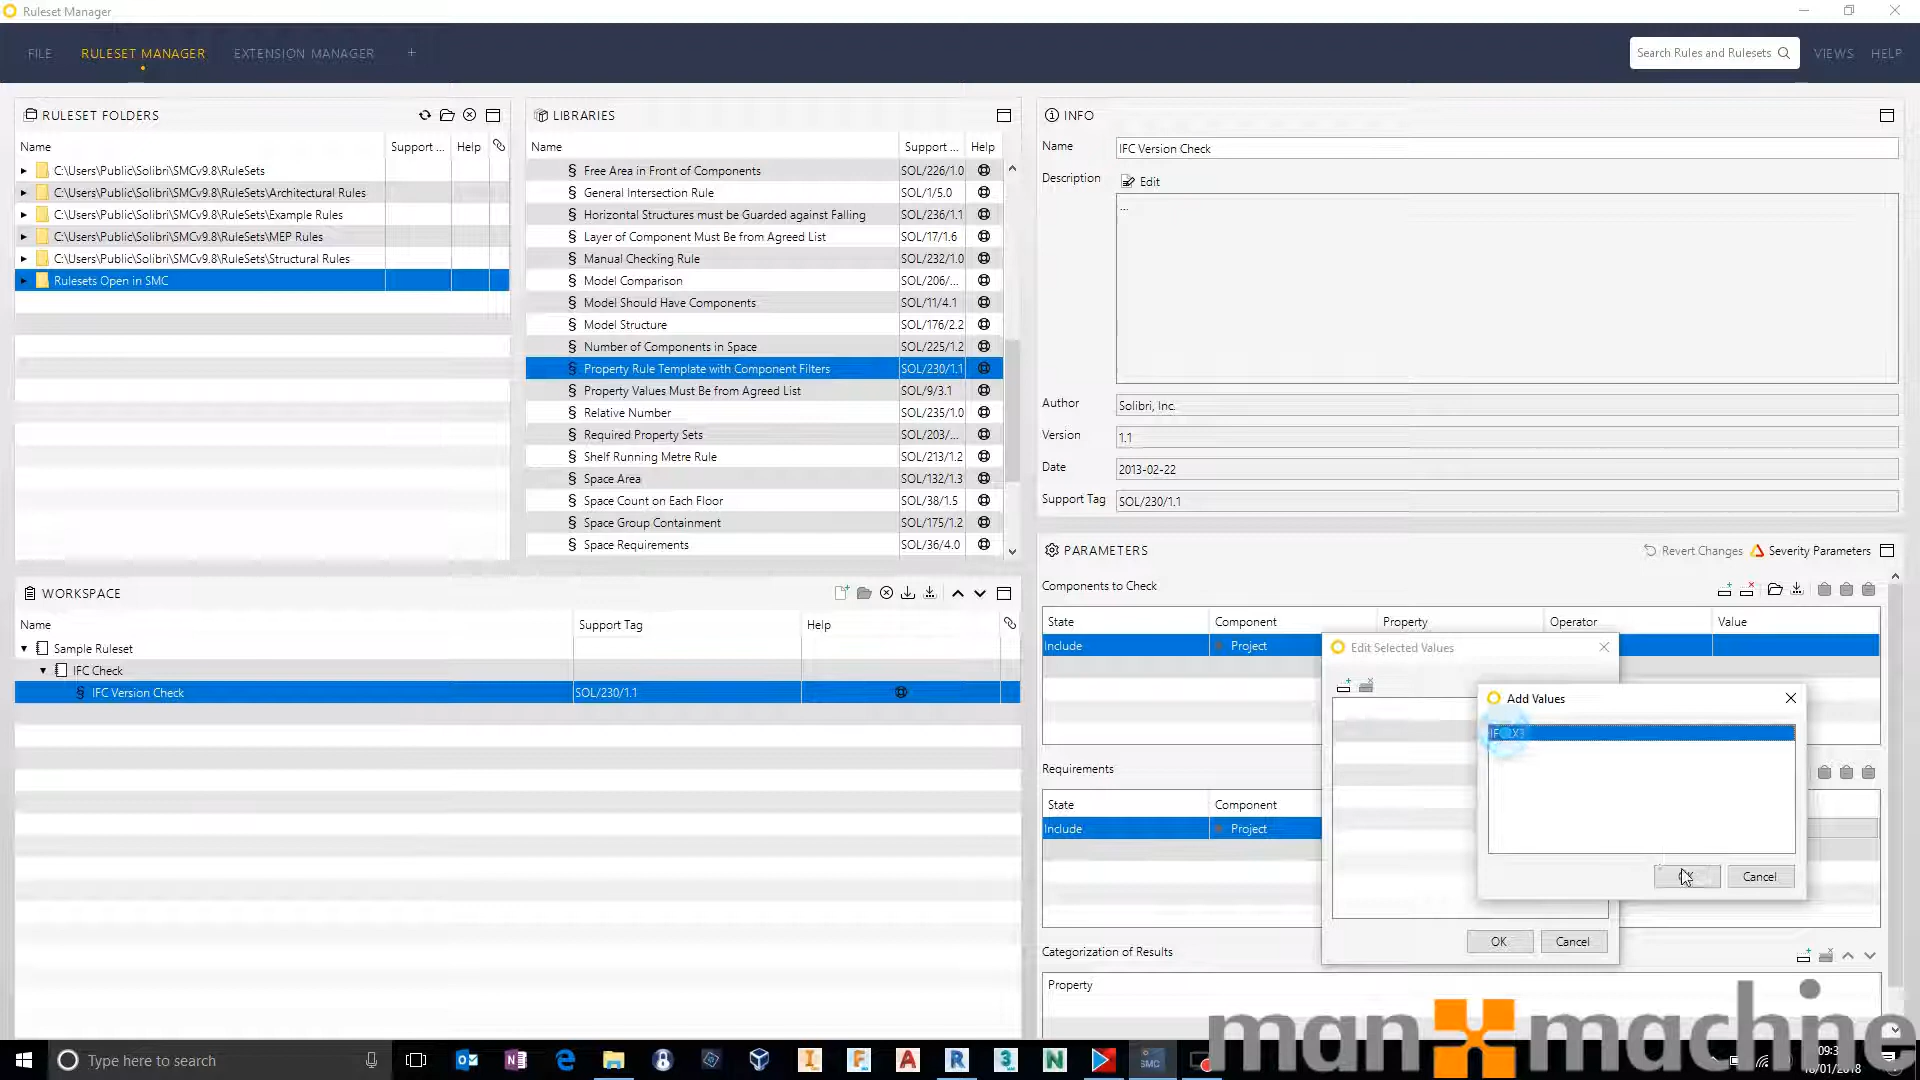 Ruleset Manager
FILE RULESET MANAGER EXTENSION MANAGER + Search Rules and Rulesets VIEWS HELP
RULESET FOLDERS
Name Support ... Help
C:\Users\Public\Solibri\SMCv9.8\RuleSets
C:\Users\Public\Solibri\SMCv9.8\RuleSets\Architectural Rules
C:\Users\Public\Solibri\SMCv9.8\RuleSets\Example Rules
C:\Users\Public\Solibri\SMCv9.8\RuleSets\MEP Rules
C:\Users\Public\Solibri\SMCv9.8\RuleSets\Structural Rules
Rulesets Open in SMC
LIBRARIES
Name Support ... Help
§ Free Area in Front of Components SOL/226/1.0
§ General Intersection Rule SOL/1/5.0
§ Horizontal Structures must be Guarded against Falling SOL/236/1.1
§ Layer of Component Must Be from Agreed List SOL/17/1.6
§ Manual Checking Rule SOL/232/1.0
§ Model Comparison SOL/206/...
§ Model Should Have Components SOL/11/4.1
§ Model Structure SOL/176/2.2
§ Number of Components in Space SOL/225/1.2
§ Property Rule Template with Component Filters SOL/230/1.1
§ Property Values Must Be from Agreed List SOL/9/3.1
§ Relative Number SOL/235/1.0
§ Required Property Sets SOL/203/...
§ Shelf Running Metre Rule SOL/213/1.2
§ Space Area SOL/132/1.3
§ Space Count on Each Floor SOL/38/1.5
§ Space Group Containment SOL/175/1.2
§ Space Requirements SOL/36/4.0
INFO
Name IFC Version Check
Description Edit
...
Author Solibri, Inc.
Version 1.1
Date 2013-02-22
Support Tag SOL/230/1.1
WORKSPACE
Name Support Tag Help
Sample Ruleset
IFC Check
§ IFC Version Check SOL/230/1.1
PARAMETERS Revert Changes Severity Parameters
Components to Check
State Component Property Operator Value
Include Project
Requirements
State Component
Include Project
Categorization of Results
Property
Edit Selected Values
OK Cancel
Add Values
Cancel
Type here to search
SMC
man machine
18/01/2018